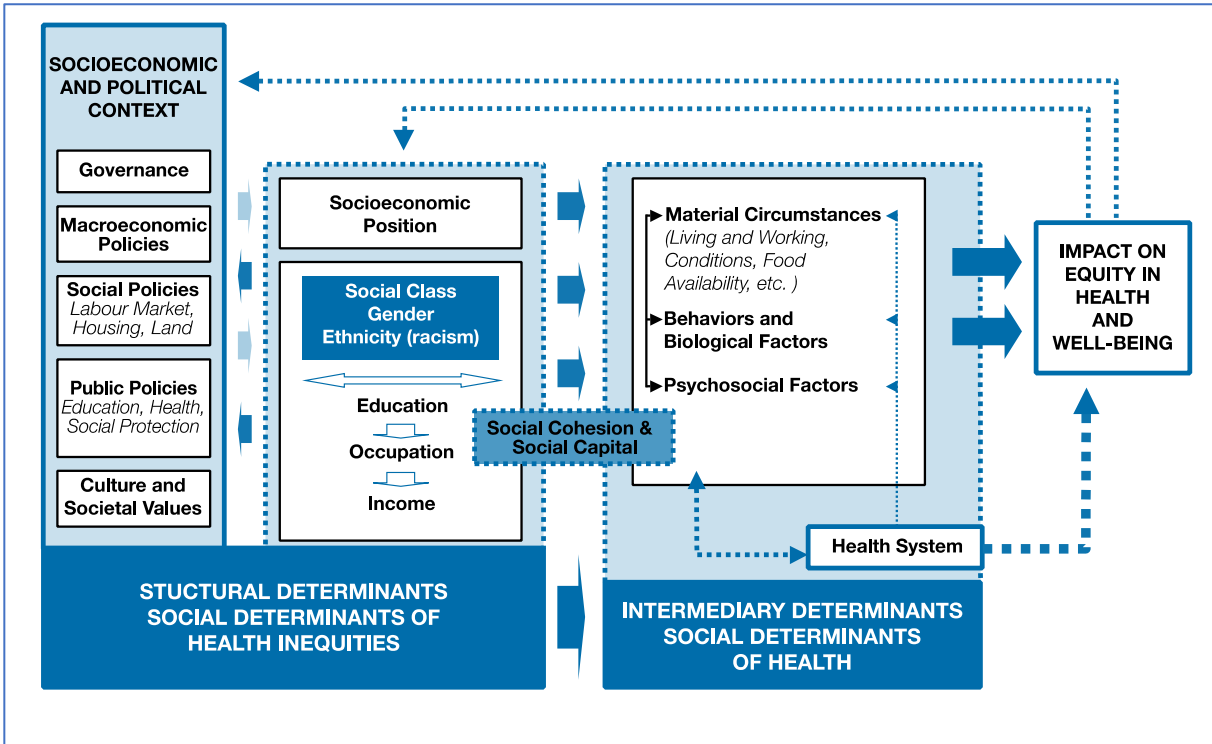 SOCIOECONOMIC
AND POLITICAL
CONTEXT
Governance
Macroeconomic
Policies
Social Policies
Labour Market,
Housing, Land
Public Policies
Education, Health,
Social Protection
Culture and
Societal Values
Socioeconomic
Position
Social Class
Gender
Ethnicity (racism)
Education
Occupation
Income
Social Cohesion &
Social Capital
Material Circumstances
(Living and Working,
Conditions, Food
Availability, etc. )
Behaviors and
Biological Factors
Psychosocial Factors
Health System
IMPACT ON
EQUITY IN
HEALTH
AND
WELL-BEING
STUCTURAL DETERMINANTS
SOCIAL DETERMINANTS OF
HEALTH INEQUITIES
INTERMEDIARY DETERMINANTS
SOCIAL DETERMINANTS
OF HEALTH